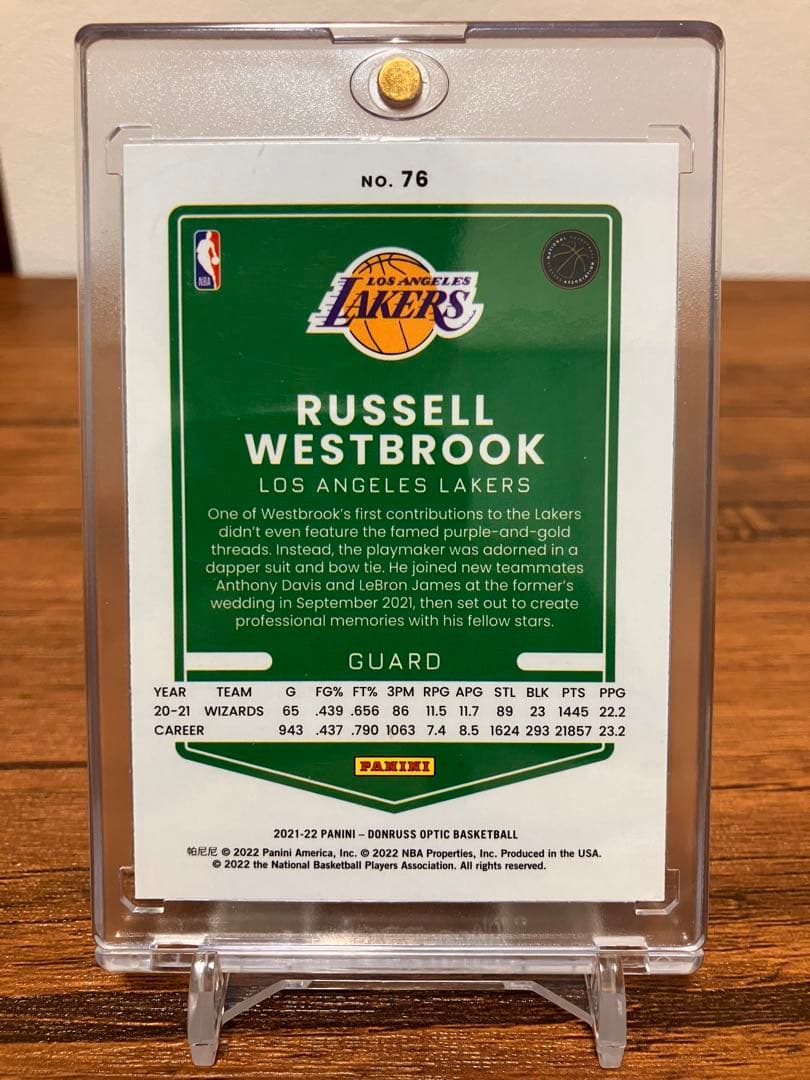 NO. 76
NBA
NATIONAL BASKETBALL PLAYERS ASSOCIATION
LOS ANGELES
LAKERS
RUSSELL
WESTBROOK
LOS ANGELES LAKERS
One of Westbrook's first contributions to the Lakers
didn't even feature the famed purple-and-gold
threads. Instead, the playmaker was adorned in a
dapper suit and bow tie. He joined new teammates
Anthony Davis and LeBron James at the former's
wedding in September 2021, then set out to create
professional memories with his fellow stars.
GUARD
YEAR TEAM G FG% FT% 3PM RPG APG STL BLK PTS PPG
20-21 WIZARDS 65 .439 .656 86 11.5 11.7 89 23 1445 22.2
CAREER 943 .437 .790 1063 7.4 8.5 1624 293 21857 23.2
PANINI
2021-22 PANINI – DONRUSS OPTIC BASKETBALL
帕尼尼 © 2022 Panini America, Inc. © 2022 NBA Properties, Inc. Produced in the USA.
© 2022 the National Basketball Players Association. All rights reserved.